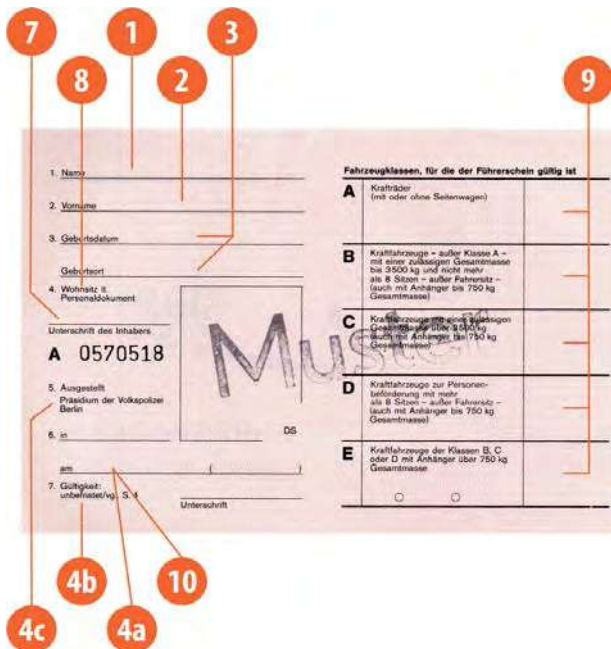 7
1
3
8
2
9
1. Name
2. Vorname
3. Geburtsdatum
Geburtsort
4. Wohnsitz lt.
Personaldokument
Unterschrift des Inhabers
A 0570518
5. Ausgestellt
Präsidium der Volkspolizei
Berlin
6. in
DS
am ( )
7. Gültigkeit:
unbefristet/vgl. S. 4
Unterschrift
Muster
Fahrzeugklassen, für die der Führerschein gültig ist
A Krafträder
(mit oder ohne Seitenwagen)
B Kraftfahrzeuge – außer Klasse A –
mit einer zulässigen Gesamtmasse
bis 3500 kg und nicht mehr
als 8 Sitzen – außer Fahrersitz –
(auch mit Anhänger bis 750 kg
Gesamtmasse)
C Kraftfahrzeuge mit einer zulässigen
Gesamtmasse über 3500 kg
(auch mit Anhänger bis 750 kg
Gesamtmasse)
D Kraftfahrzeuge zur Personen-
beförderung mit mehr
als 8 Sitzen – außer Fahrersitz –
(auch mit Anhänger bis 750 kg
Gesamtmasse)
E Kraftfahrzeuge der Klassen B, C
oder D mit Anhänger über 750 kg
Gesamtmasse
4b
10
4c
4a